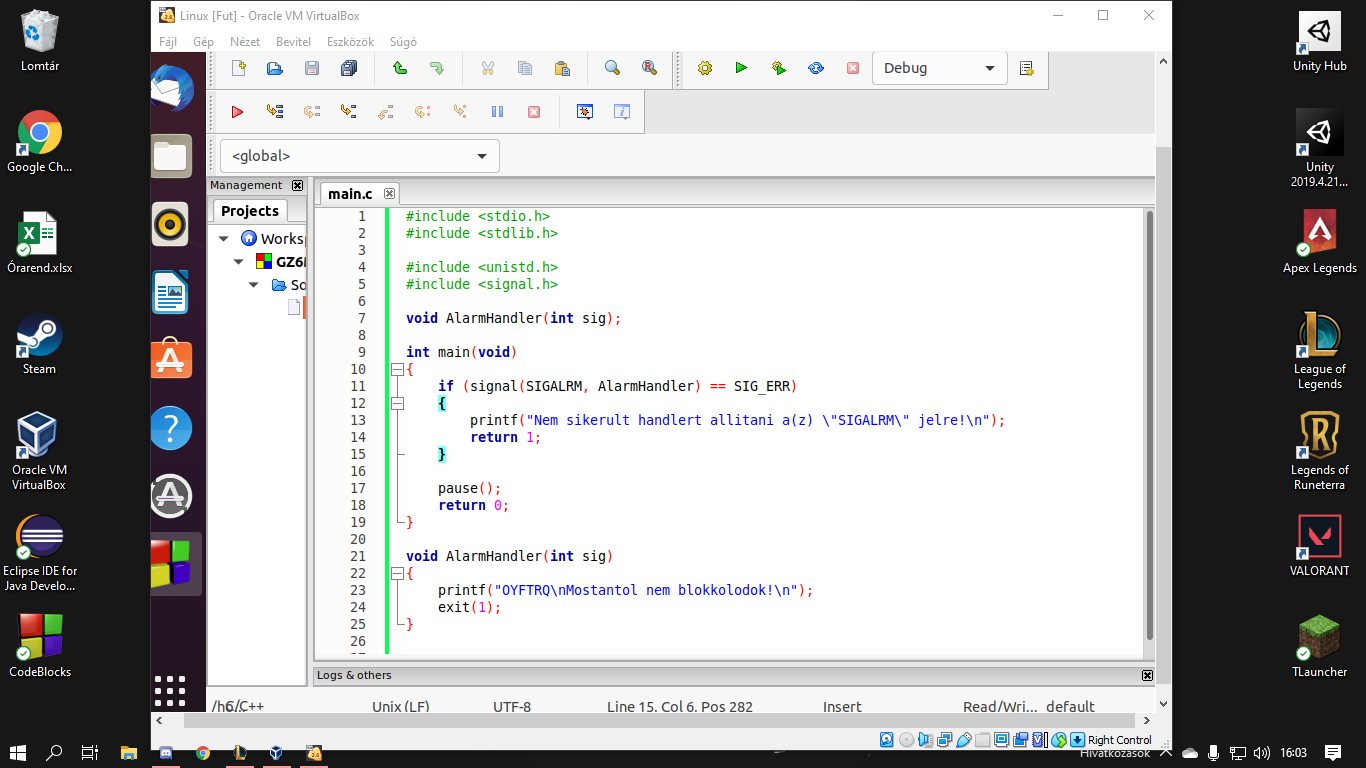 Linux [Fut] - Oracle VM VirtualBox
Fájl Gép Nézet Bevitel Eszközök Súgó
Debug
<global>
Management
Projects
Worksp
GZ6
So
main.c
1 #include <stdio.h>
2 #include <stdlib.h>
3
4 #include <unistd.h>
5 #include <signal.h>
6
7 void AlarmHandler(int sig);
8
9 int main(void)
10 {
11 if (signal(SIGALRM, AlarmHandler) == SIG_ERR)
12 {
13 printf("Nem sikerult handlert allitani a(z) \"SIGALRM\" jelre!\n");
14 return 1;
15 }
16
17 pause();
18 return 0;
19 }
20
21 void AlarmHandler(int sig)
22 {
23 printf("OYFTRQ\nMostantol nem blokkolodok!\n");
24 exit(1);
25 }
26
Logs & others
/ho... C/C++ Unix (LF) UTF-8 Line 15, Col 6, Pos 282 Insert Read/Wri... default
Right Control
Lomtár
Google Ch...
Órarend.xlsx
Steam
Oracle VM
VirtualBox
Eclipse IDE for
Java Develo...
CodeBlocks
Unity Hub
Unity
2019.4.21...
Apex Legends
League of
Legends
Legends of
Runeterra
VALORANT
TLauncher
Hivatkozások
16:03